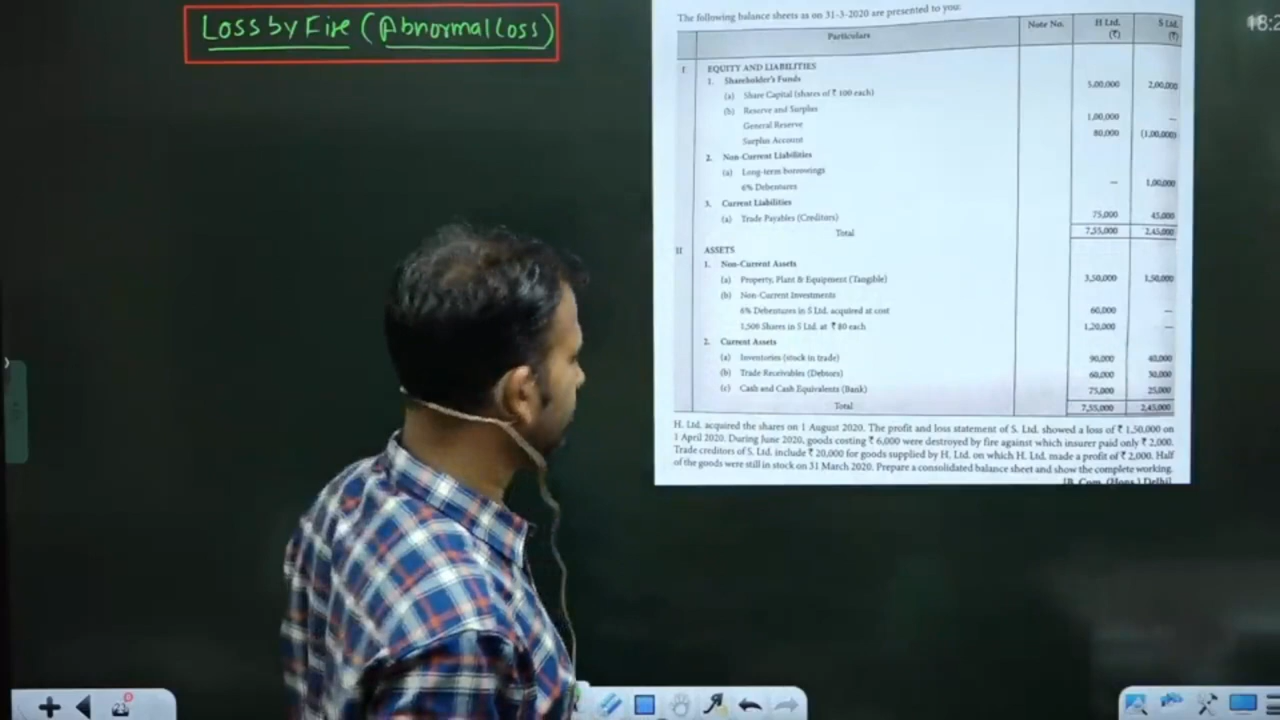 Loss by Fire (Abnormal Loss)
The following balance sheets as on 31-3-2020 are presented to you:
Particulars Note No. H Ltd. (₹) S Ltd. (₹)
I EQUITY AND LIABILITIES
1. Shareholder's Funds
(a) Share Capital (shares of ₹ 100 each) 5,00,000 2,00,000
(b) Reserve and Surplus
General Reserve 1,00,000 —
Surplus Account 80,000 (1,00,000)
2. Non-Current Liabilities
(a) Long-term borrowings
6% Debentures — 1,00,000
3. Current Liabilities
(a) Trade Payables (Creditors) 75,000 45,000
Total 7,55,000 2,45,000
II ASSETS
1. Non-Current Assets
(a) Property, Plant & Equipment (Tangible) 3,50,000 1,50,000
(b) Non-Current Investments
6% Debentures in S Ltd. acquired at cost 60,000 —
1,500 Shares in S Ltd. at ₹ 80 each 1,20,000 —
2. Current Assets
(a) Inventories (stock in trade) 90,000 40,000
(b) Trade Receivables (Debtors) 60,000 30,000
(c) Cash and Cash Equivalents (Bank) 75,000 25,000
Total 7,55,000 2,45,000
H. Ltd. acquired the shares on 1 August 2020. The profit and loss statement of S. Ltd. showed a loss of ₹ 1,50,000 on
1 April 2020. During June 2020, goods costing ₹ 6,000 were destroyed by fire against which insurer paid only ₹ 2,000.
Trade creditors of S. Ltd. include ₹ 20,000 for goods supplied by H. Ltd. on which H. Ltd. made a profit of ₹ 2,000. Half
of the goods were still in stock on 31 March 2020. Prepare a consolidated balance sheet and show the complete working.
[B. Com. (Hons.) Delhi]